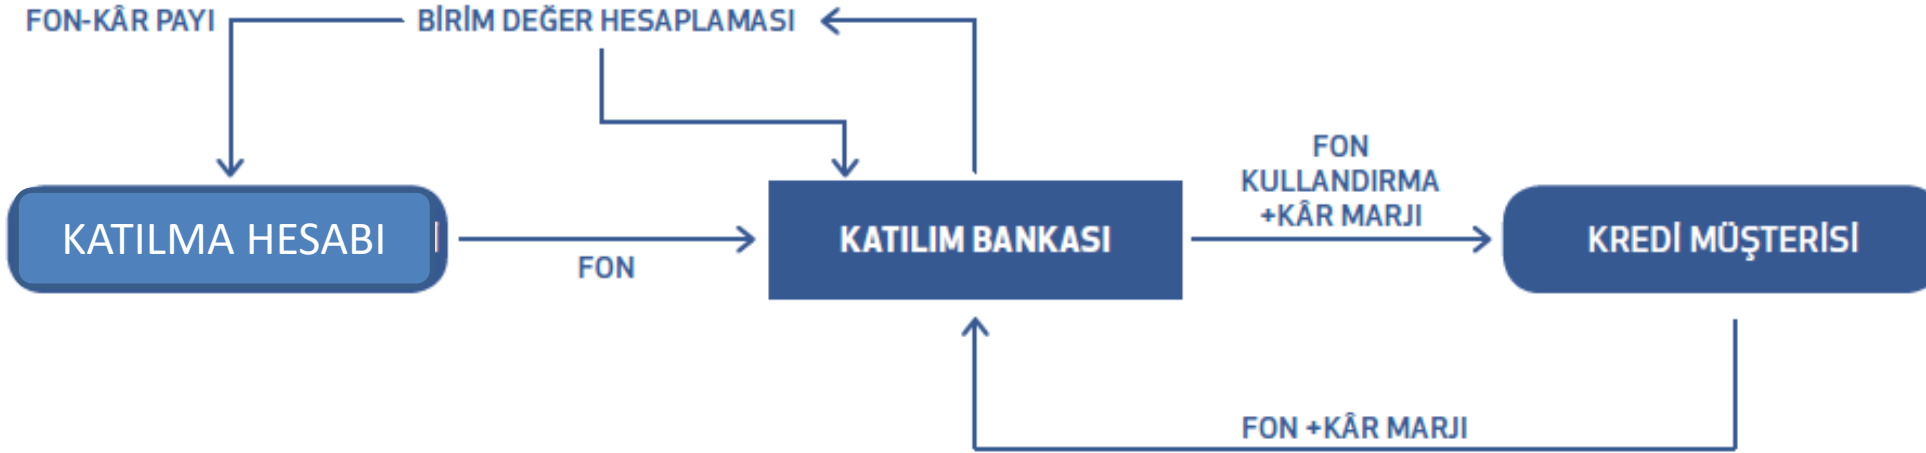 FON-KÂR PAYI
BİRİM DEĞER HESAPLAMASI
FON
KULLANDIRMA
+KÂR MARJI
KATILMA HESABI
FON
KATILIM BANKASI
KREDİ MÜŞTERİSİ
FON +KÂR MARJI